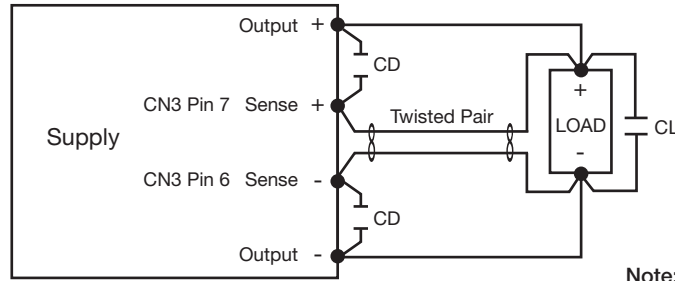 Output +
CD
CN3 Pin 7 Sense +
Twisted Pair
+
LOAD
-
CL
Supply
CN3 Pin 6 Sense -
CD
Output -
Note: